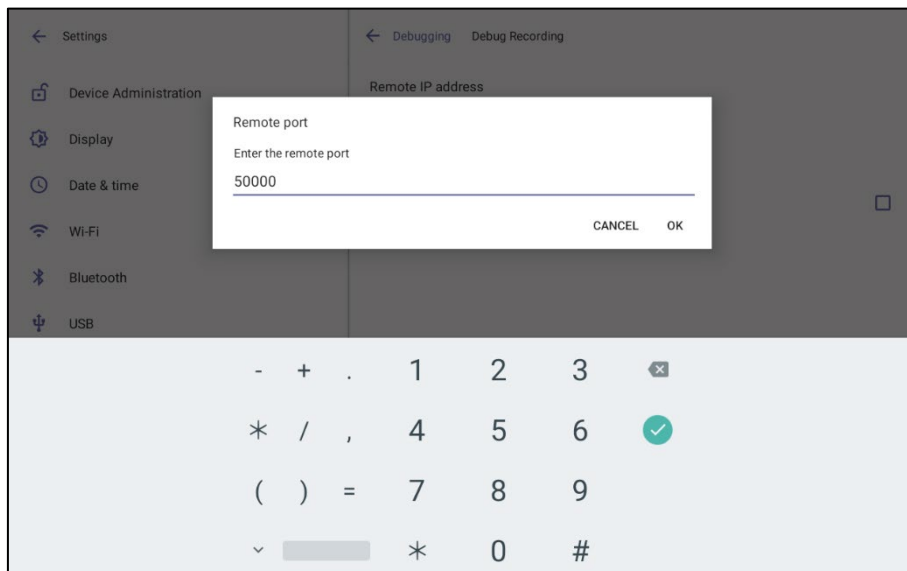 Settings
Debugging Debug Recording
Device Administration
Remote IP address
Display
Remote port
Enter the remote port
50000
Date & time
Wi-Fi
CANCEL OK
Bluetooth
USB
- + . 1 2 3
* / , 4 5 6
( ) = 7 8 9
* 0 #